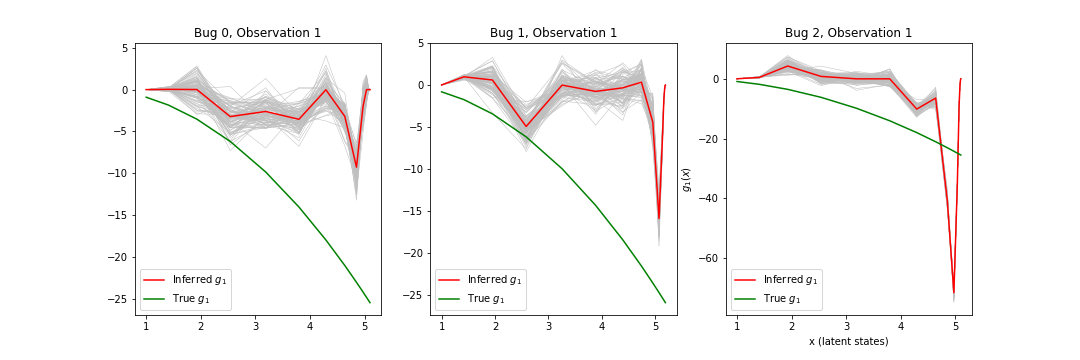 Bug 0, Observation 1
5
0
−5
−10
−15
−20
−25
1 2 3 4 5
Inferred g₁
True g₁
Bug 1, Observation 1
5
0
−5
−10
−15
−20
−25
1 2 3 4 5
Inferred g₁
True g₁
Bug 2, Observation 1
g₁(x)
0
−20
−40
−60
1 2 3 4 5
x (latent states)
Inferred g₁
True g₁